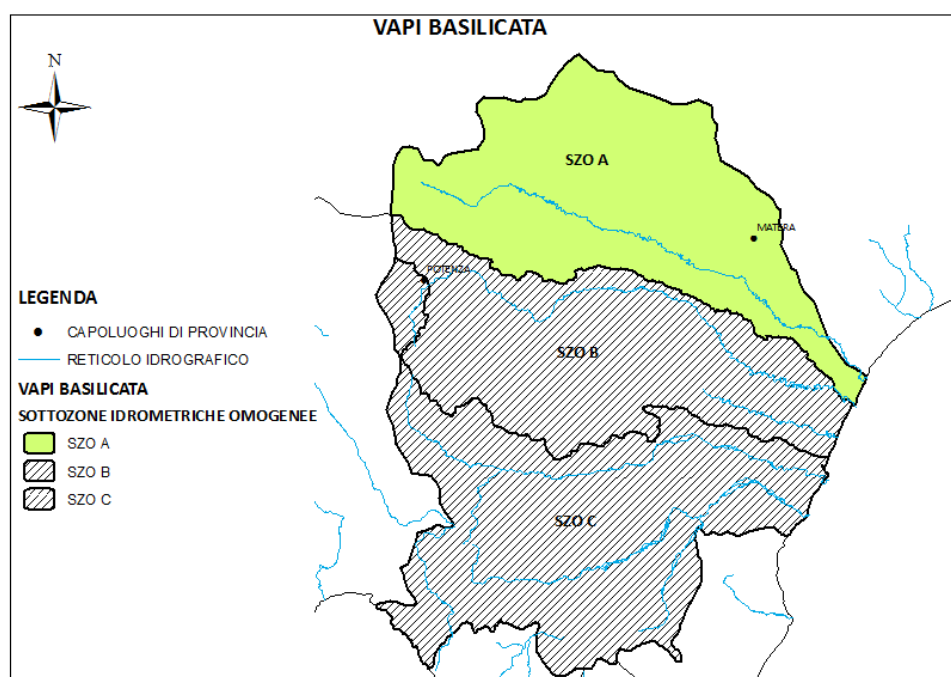 VAPI BASILICATA
N
SZO A
MATERA
POTENZA
SZO B
SZO C
LEGENDA
CAPOLUOGHI DI PROVINCIA
RETICOLO IDROGRAFICO
VAPI BASILICATA
SOTTOZONE IDROMETRICHE OMOGENEE
SZO A
SZO B
SZO C